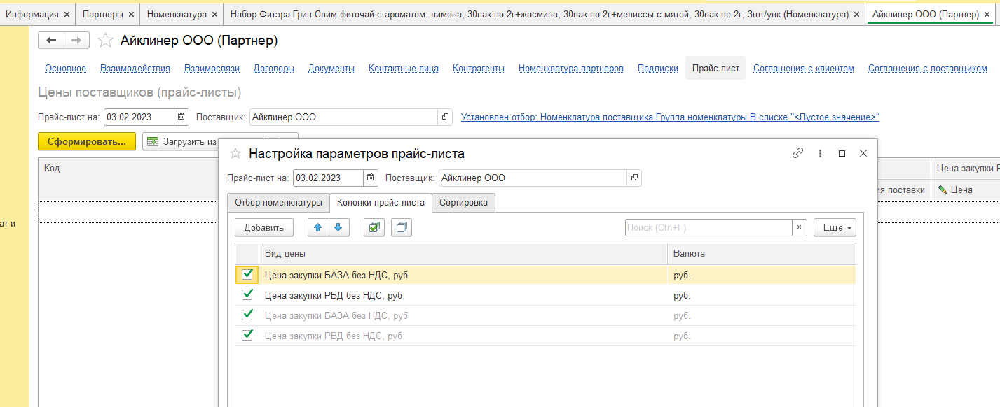 Информация × Партнеры × Номенклатура × Набор Фитэра Грин Слим фиточай с ароматом: лимона, 30пак по 2г+жасмина, 30пак по 2г+мелиссы с мятой, 30пак по 2г, 3шт/упк (Номенклатура) × Айклинер ООО (Партнер) ×
Айклинер ООО (Партнер)
Основное Взаимодействия Взаимосвязи Договоры Документы Контактные лица Контрагенты Номенклатура партнеров Подписки Прайс-лист Соглашения с клиентом Соглашения с поставщиком
Цены поставщиков (прайс-листы)
Прайс-лист на: 03.02.2023 Поставщик: Айклинер ООО Установлен отбор: Номенклатура поставщика.Группа номенклатуры В списке "<Пустое значение>"
Сформировать... Загрузить из
Настройка параметров прайс-листа
Код
Цена закупки Р
Прайс-лист на: 03.02.2023 Поставщик: Айклинер ООО
ия поставки Цена
Отбор номенклатуры Колонки прайс-листа Сортировка
ат и
Добавить Поиск (Ctrl+F) × Еще
Вид цены Валюта
Цена закупки БАЗА без НДС, руб руб.
Цена закупки РБД без НДС, руб руб.
Цена закупки БАЗА без НДС, руб руб.
Цена закупки РБД без НДС, руб руб.